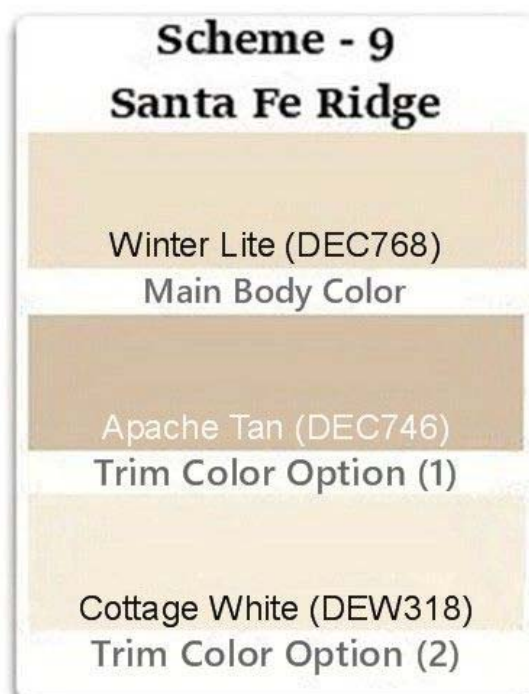 Scheme - 9
Santa Fe Ridge
Winter Lite (DEC768)
Main Body Color
Apache Tan (DEC746)
Trim Color Option (1)
Cottage White (DEW318)
Trim Color Option (2)